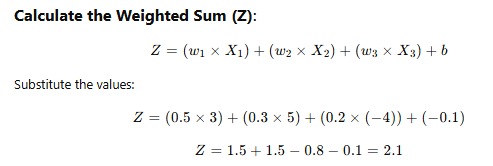 Calculate the Weighted Sum (Z):
Z = (w₁ × X₁) + (w₂ × X₂) + (w₃ × X₃) + b
Substitute the values:
Z = (0.5 × 3) + (0.3 × 5) + (0.2 × (−4)) + (−0.1)
Z = 1.5 + 1.5 − 0.8 − 0.1 = 2.1